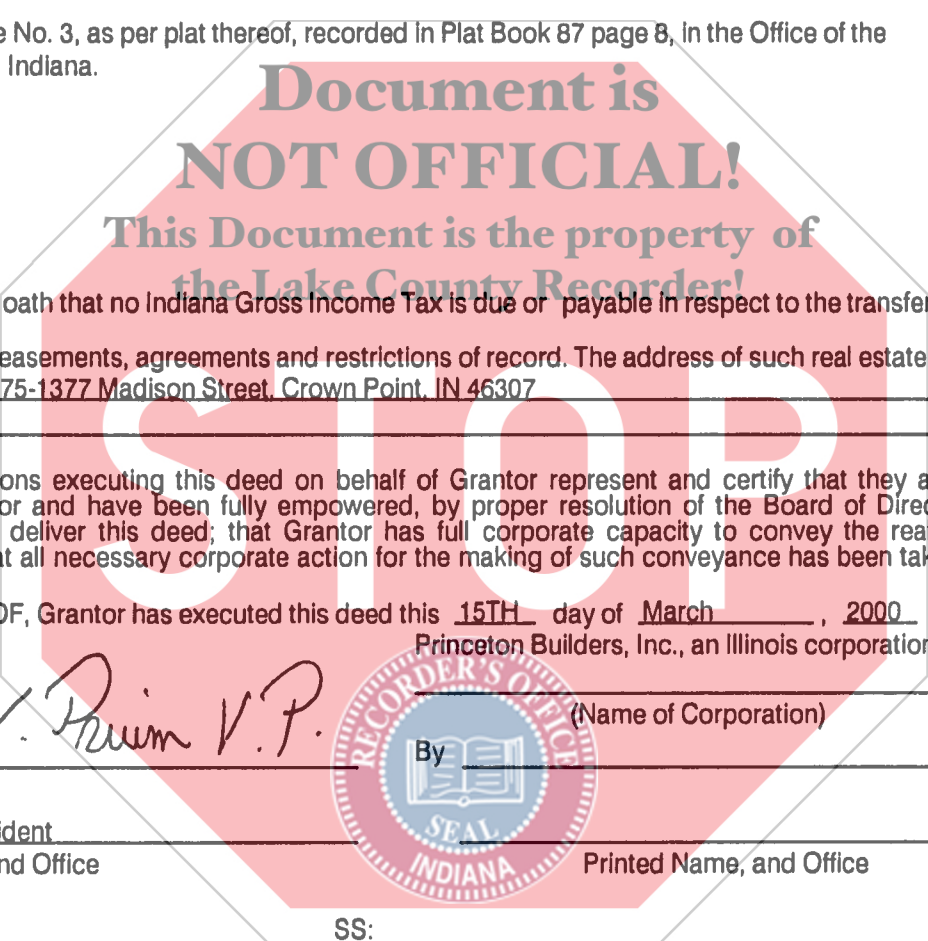 e No. 3, as per plat thereof, recorded in Plat Book 87 page 8, in the Office of the
Indiana.
Document is
NOT OFFICIAL!
This Document is the property of
the Lake County Recorder!
oath that no Indiana Gross Income Tax is due or payable in respect to the transfer
easements, agreements and restrictions of record. The address of such real estate
75-1377 Madison Street, Crown Point, IN 46307
STOP
ons executing this deed on behalf of Grantor represent and certify that they a
or and have been fully empowered, by proper resolution of the Board of Direc
deliver this deed; that Grantor has full corporate capacity to convey the rea
t all necessary corporate action for the making of such conveyance has been tak
OF, Grantor has executed this deed this 15TH day of March , 2000
Princeton Builders, Inc., an Illinois corporation
(Name of Corporation)
. Pruim V.P.
By
RECORDER'S OFFICE
SEAL
INDIANA
ident
nd Office
Printed Name, and Office
SS: